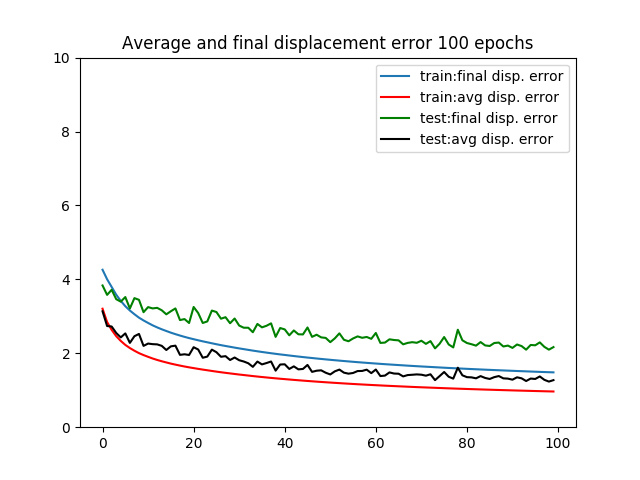 Average and final displacement error 100 epochs
train:final disp. error
train:avg disp. error
test:final disp. error
test:avg disp. error
10
8
6
4
2
0
0 20 40 60 80 100